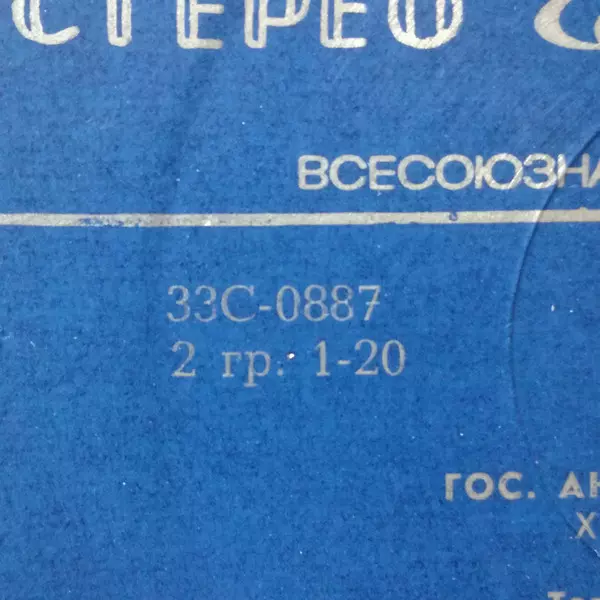 СТЕРЕО
ВСЕСОЮЗНА
33С-0887
2 гр. 1-20
ГОС. АН
Х